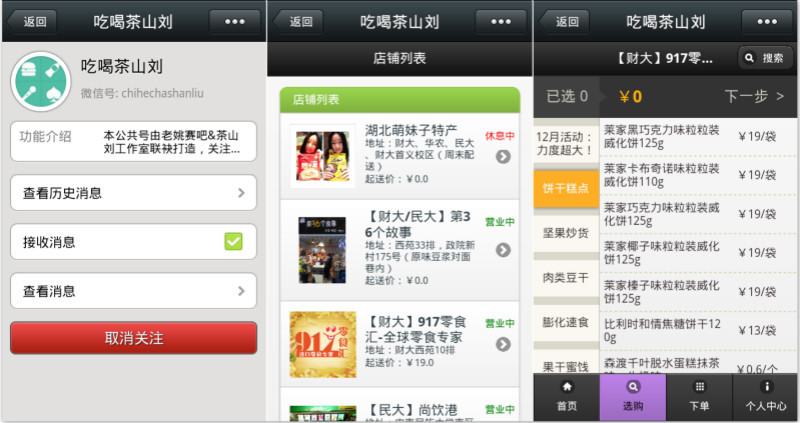 返回
吃喝茶山刘
吃喝茶山刘
微信号: chihechashanliu
功能介绍
本公共号由老姚赛吧&茶山
刘工作室联袂打造，关注...
查看历史消息
接收消息
查看消息
取消关注
返回
吃喝茶山刘
店铺列表
店铺列表
湖北萌妹子特产
休息中
地址：财大、华农、民大
、财大首义校区（周末配
送）
起送价：￥0.0
【财大/民大】第3
6个故事
营业中
地址：西苑33排，政院新
村175号（原味豆浆对面
巷内）
起送价：￥0.0
【财大】917零食
汇-全球零食专家
营业中
地址：财大西苑10排
起送价：￥19.0
917
零食汇
【民大】尚饮港
营业中
返回
吃喝茶山刘
【财大】917零...
搜索
已选 0
￥0
下一步 >
12月活动：
力度超大！
饼干糕点
坚果炒货
肉类豆干
膨化速食
果干蜜饯
莱家黑巧克力味粒粒装
威化饼125g
￥19/袋
莱家卡布奇诺味粒粒装
威化饼110g
￥19/袋
莱家巧克力味粒粒装威
化饼125g
￥19/袋
莱家椰子味粒粒装威化
饼125g
￥19/袋
莱家榛子味粒粒装威化
饼125g
￥19/袋
比利时和情焦糖饼干12
0g
￥13/袋
森渡千叶脱水蛋糕抹茶
￥0.6/个
首页
选购
下单
个人中心